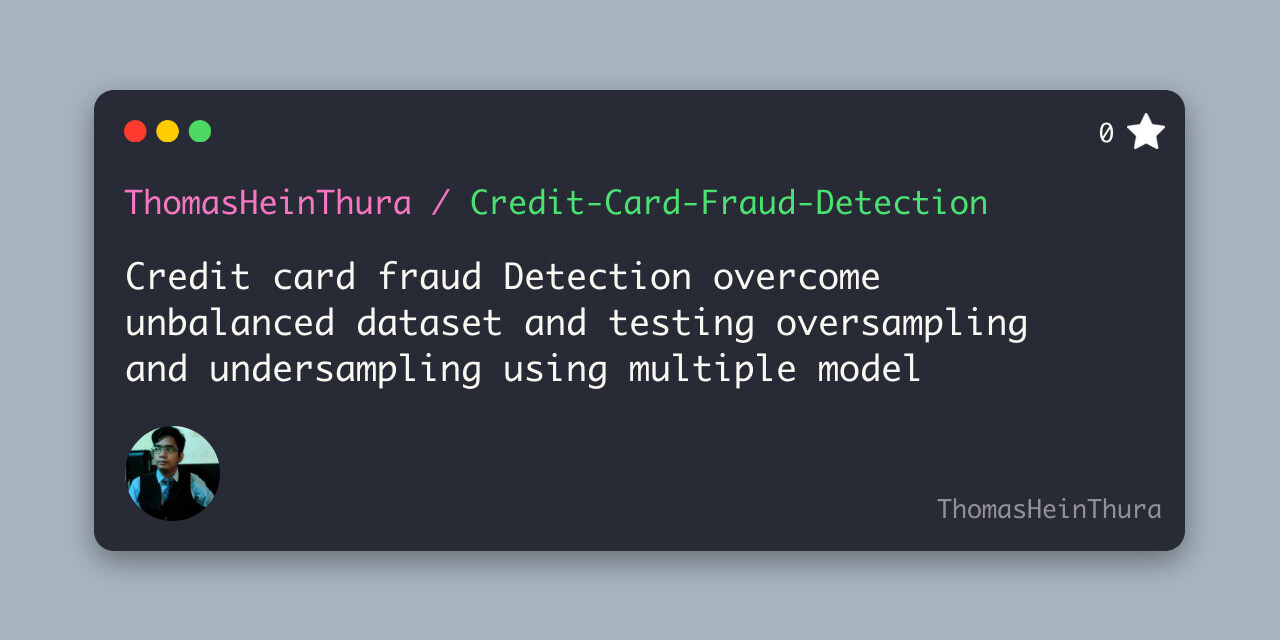 0
ThomasHeinThura / Credit-Card-Fraud-Detection
Credit card fraud Detection overcome
unbalanced dataset and testing oversampling
and undersampling using multiple model
ThomasHeinThura